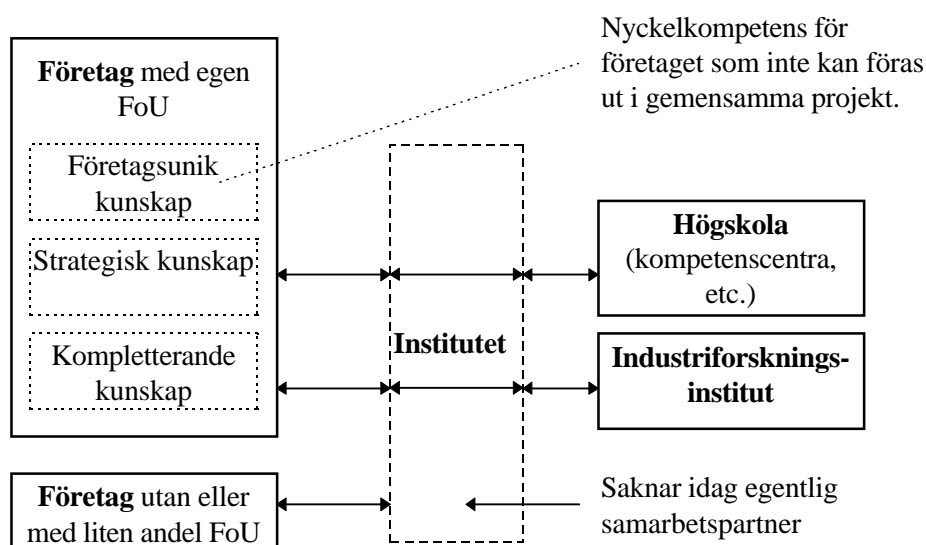 Nyckelkompetens för
företaget som inte kan föras
ut i gemensamma projekt.
Företag med egen
FoU
Företagsunik
kunskap
Strategisk kunskap
Kompletterande
kunskap
Institutet
Högskola
(kompetenscentra,
etc.)
Industriforsknings-
institut
Företag utan eller
med liten andel FoU
Saknar idag egentlig
samarbetspartner